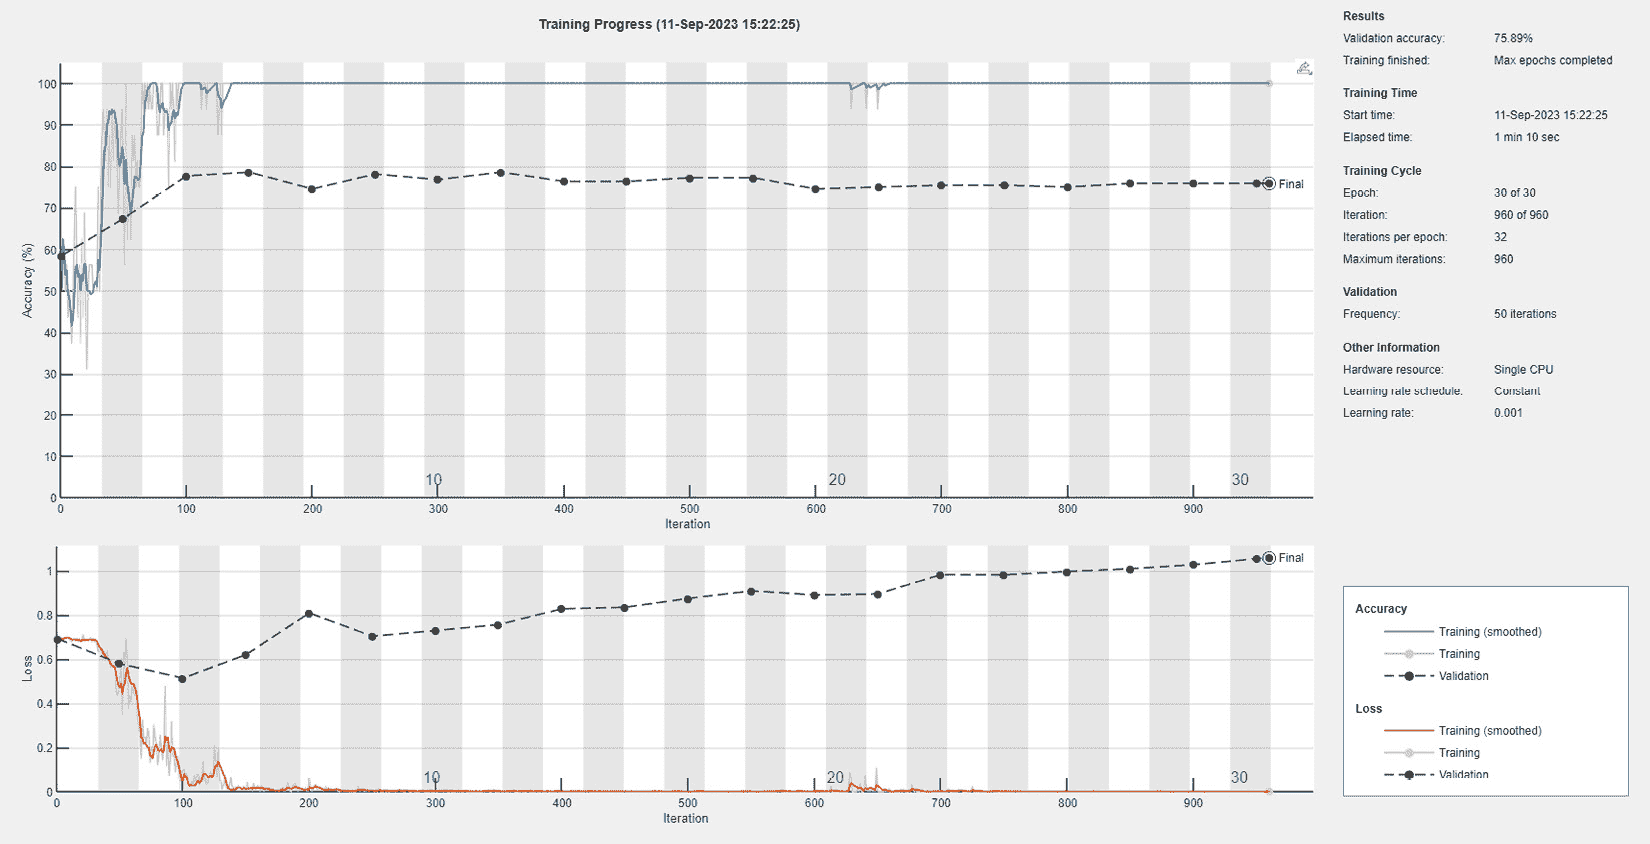 Training Progress (11-Sep-2023 15:22:25)
Accuracy (%)
100
90
80
70
60
50
40
30
20
10
0
Final
10
20
30
0
100
200
300
400
500
600
700
800
900
Iteration
Loss
1
0.8
0.6
0.4
0.2
0
Final
10
20
30
0
100
200
300
400
500
600
700
800
900
Iteration
Results
Validation accuracy: 75.89%
Training finished: Max epochs completed
Training Time
Start time: 11-Sep-2023 15:22:25
Elapsed time: 1 min 10 sec
Training Cycle
Epoch: 30 of 30
Iteration: 960 of 960
Iterations per epoch: 32
Maximum iterations: 960
Validation
Frequency: 50 iterations
Other Information
Hardware resource: Single CPU
Learning rate schedule: Constant
Learning rate: 0.001
Accuracy
Training (smoothed)
Training
Validation
Loss
Training (smoothed)
Training
Validation